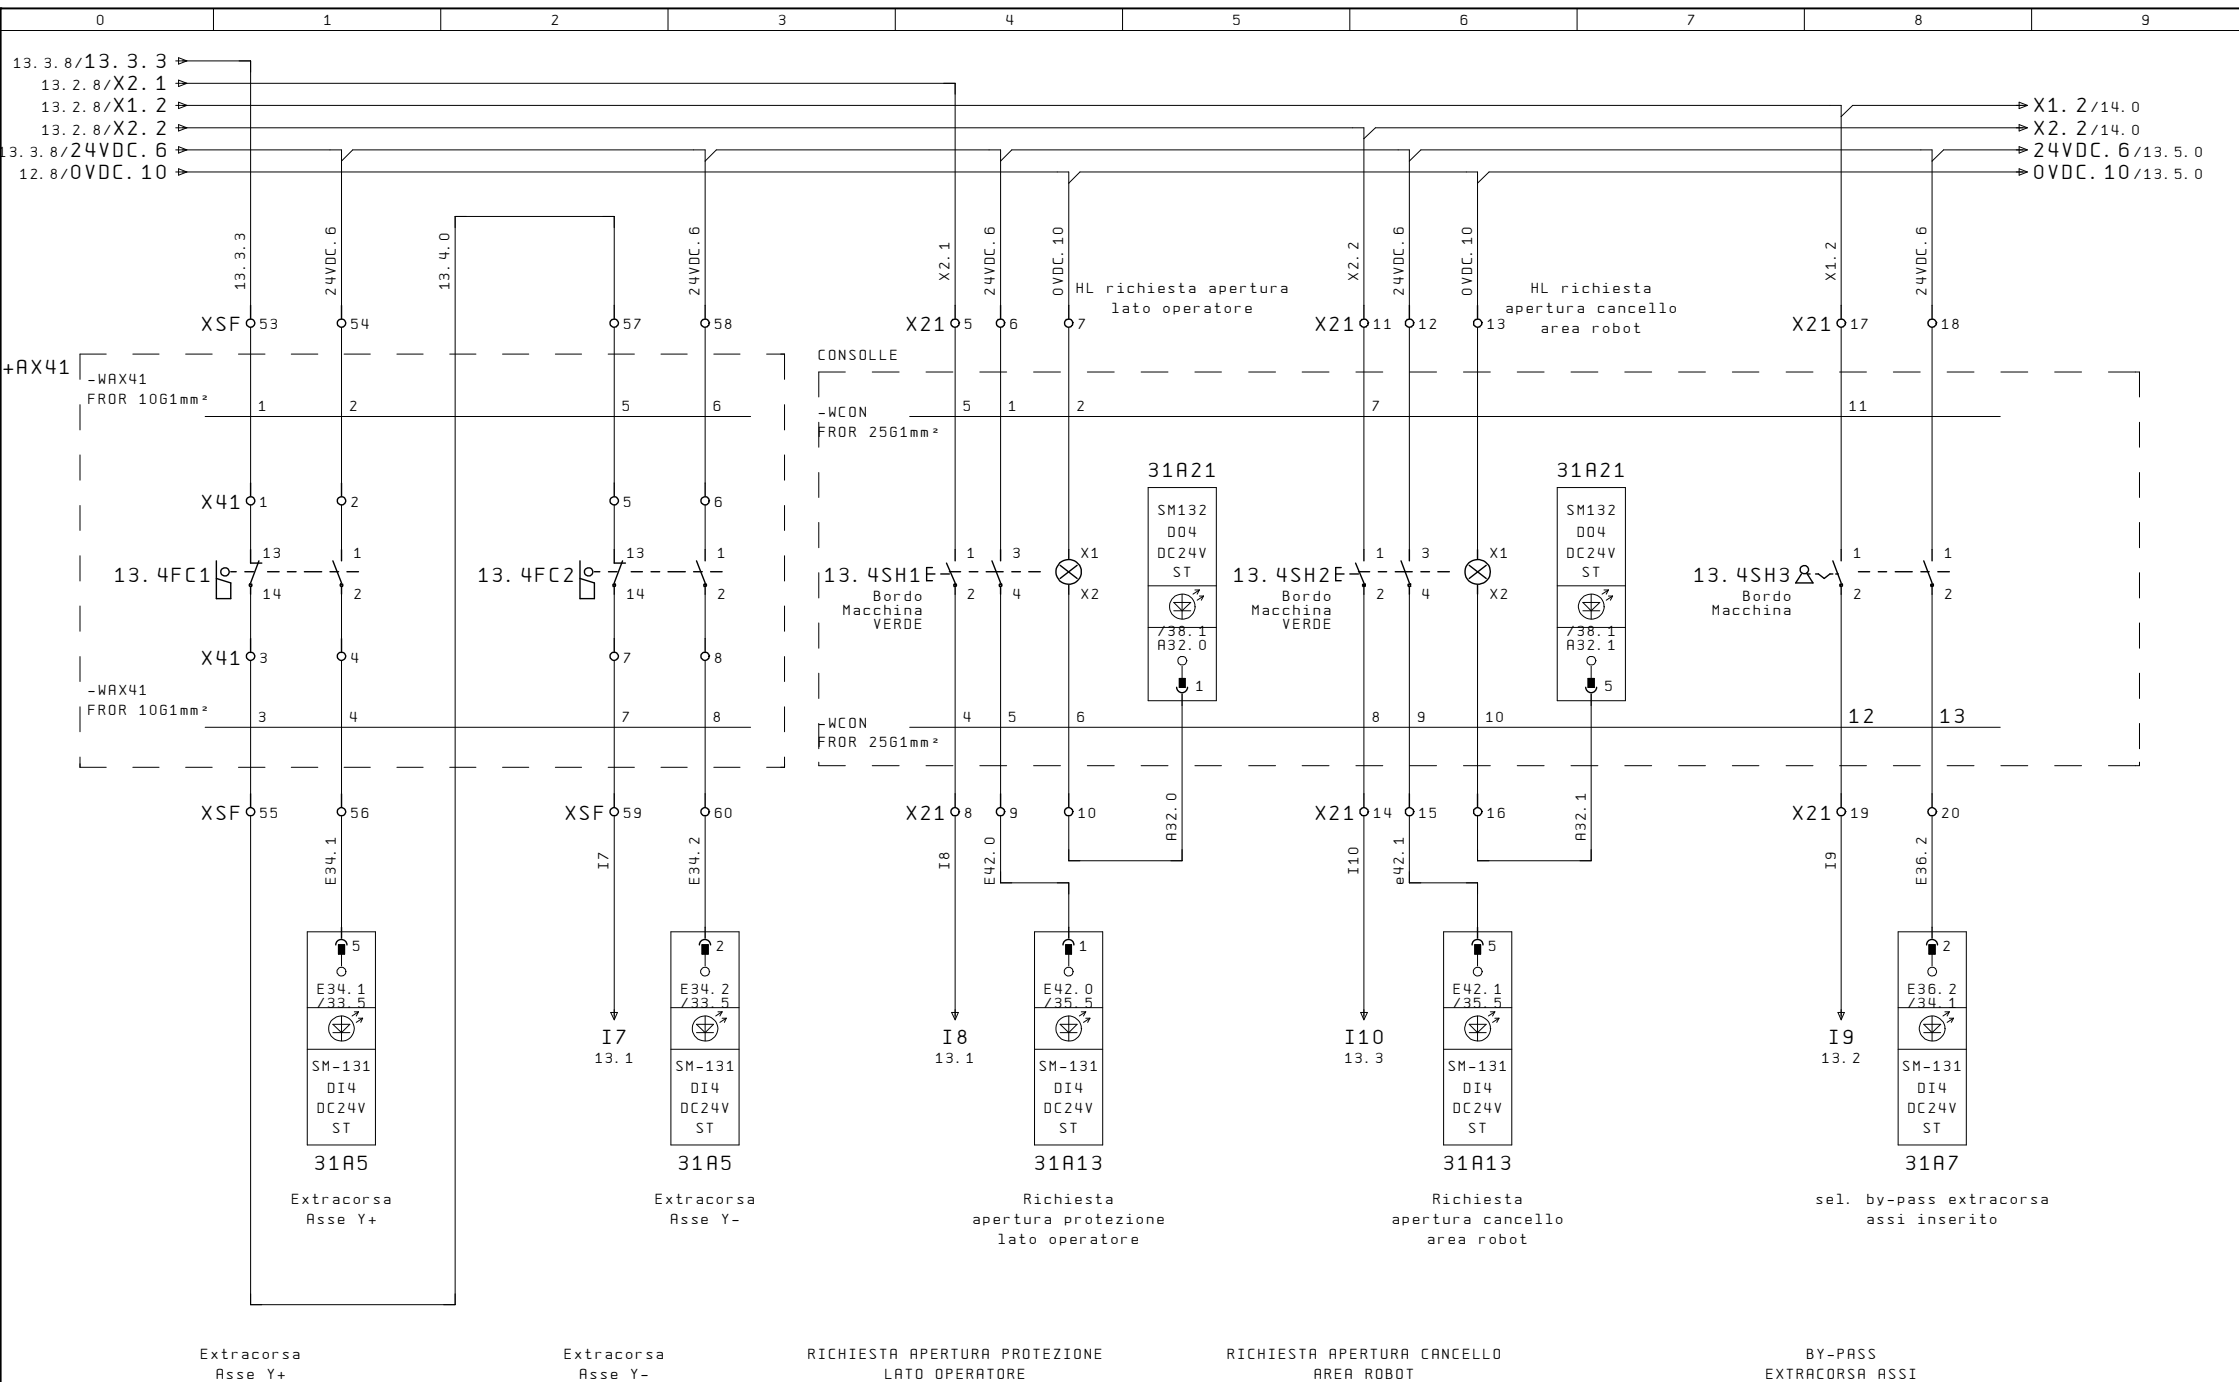 0 1 2 3 4 5 6 7 8 9
13.3.8/13.3.3
13.2.8/X2.1
13.2.8/X1.2
X1.2/14.0
13.2.8/X2.2
X2.2/14.0
13.3.8/24VDC.6
24VDC.6/13.5.0
12.8/0VDC.10
0VDC.10/13.5.0
13.3.3
24VDC.6
13.4.0
24VDC.6
X2.1
24VDC.6
0VDC.10
X2.2
24VDC.6
0VDC.10
X1.2
24VDC.6
HL richiesta apertura
lato operatore
HL richiesta
apertura cancello
area robot
XSF 53 54 57 58
X21 5 6 7
X21 11 12 13
X21 17 18
+AX41
CONSOLLE
-WAX41
FROR 10G1mm²
1 2 5 6
-WCON
FROR 25G1mm²
5 1 2 7 11
31A21
SM132
DO4
DC24V
ST
/38.1
A32.0
1
31A21
SM132
DO4
DC24V
ST
/38.1
A32.1
5
X41 1 2 5 6
13.4FC1
13
14
1
2
13.4FC2
13
14
1
2
13.4SH1
Bordo
Macchina
VERDE
1
2
3
4
X1
X2
13.4SH2
Bordo
Macchina
VERDE
1
2
3
4
X1
X2
13.4SH3
Bordo
Macchina
1
2
1
2
X41 3 4 7 8
-WAX41
FROR 10G1mm²
3 4 7 8
-WCON
FROR 25G1mm²
4 5 6 8 9 10 12 13
XSF 55 56
XSF 59 60
X21 8 9 10
X21 14 15 16
X21 19 20
E34.1
I7
E34.2
I8
E42.0
A32.0
I10
e42.1
A32.1
I9
E36.2
5
E34.1
/33.5
SM-131
DI4
DC24V
ST
31A5
Extracorsa
Asse Y+
I7
13.1
2
E34.2
/33.5
SM-131
DI4
DC24V
ST
31A5
Extracorsa
Asse Y-
I8
13.1
1
E42.0
/35.5
SM-131
DI4
DC24V
ST
31A13
Richiesta
apertura protezione
lato operatore
I10
13.3
5
E42.1
/35.5
SM-131
DI4
DC24V
ST
31A13
Richiesta
apertura cancello
area robot
I9
13.2
2
E36.2
/34.1
SM-131
DI4
DC24V
ST
31A7
sel. by-pass extracorsa
assi inserito
Extracorsa
Asse Y+
Extracorsa
Asse Y-
RICHIESTA APERTURA PROTEZIONE
LATO OPERATORE
RICHIESTA APERTURA CANCELLO
AREA ROBOT
BY-PASS
EXTRACORSA ASSI